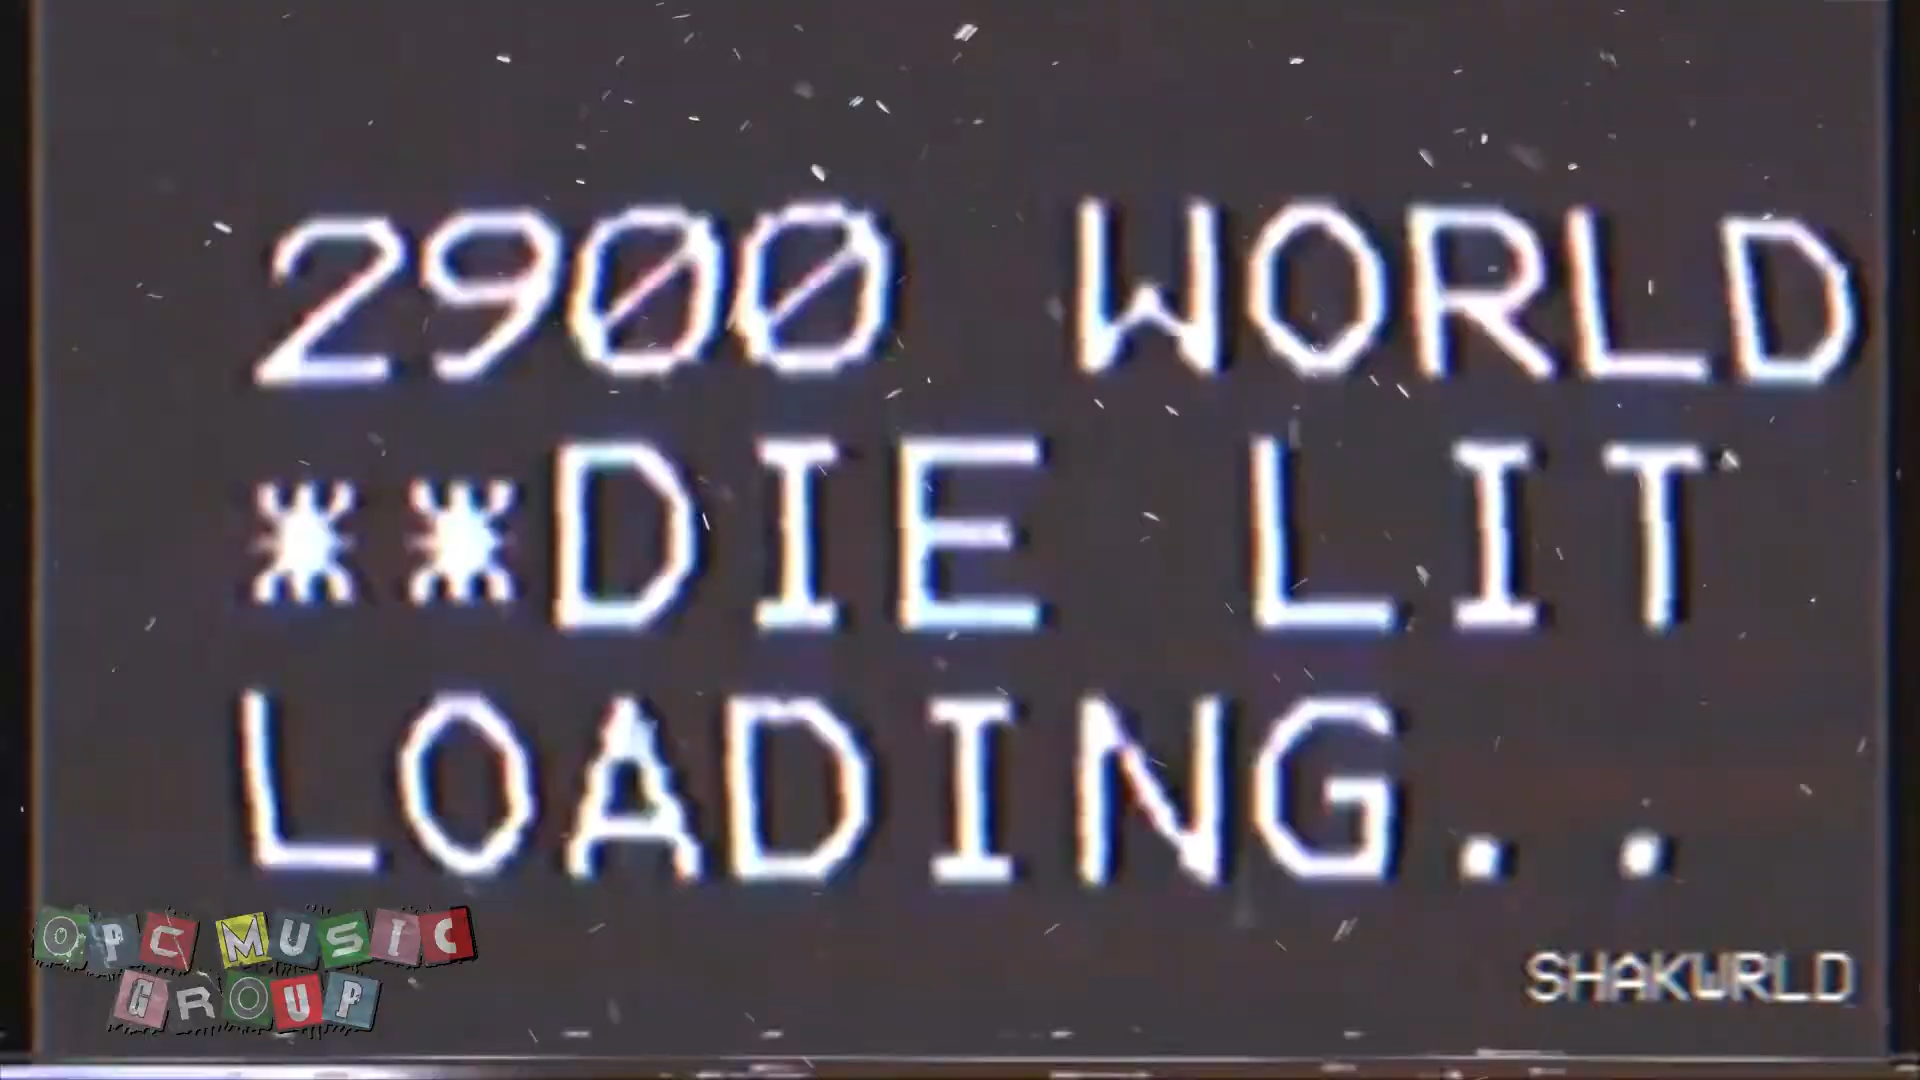 2900 WORLD
**DIE LIT
LOADING..
OPC MUSIC
GROUP
SHAKWRLD